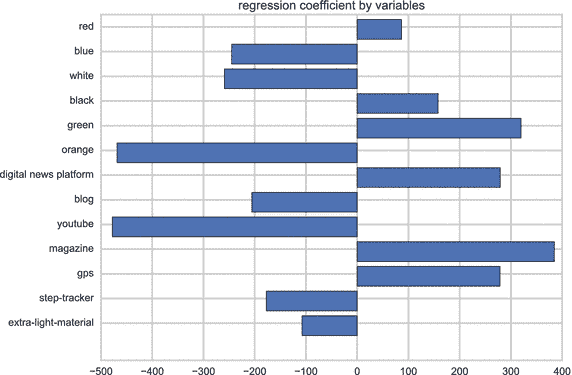 regression coefficient by variables
red
blue
white
black
green
orange
digital news platform
blog
youtube
magazine
gps
step-tracker
extra-light-material
−500 −400 −300 −200 −100 0 100 200 300 400